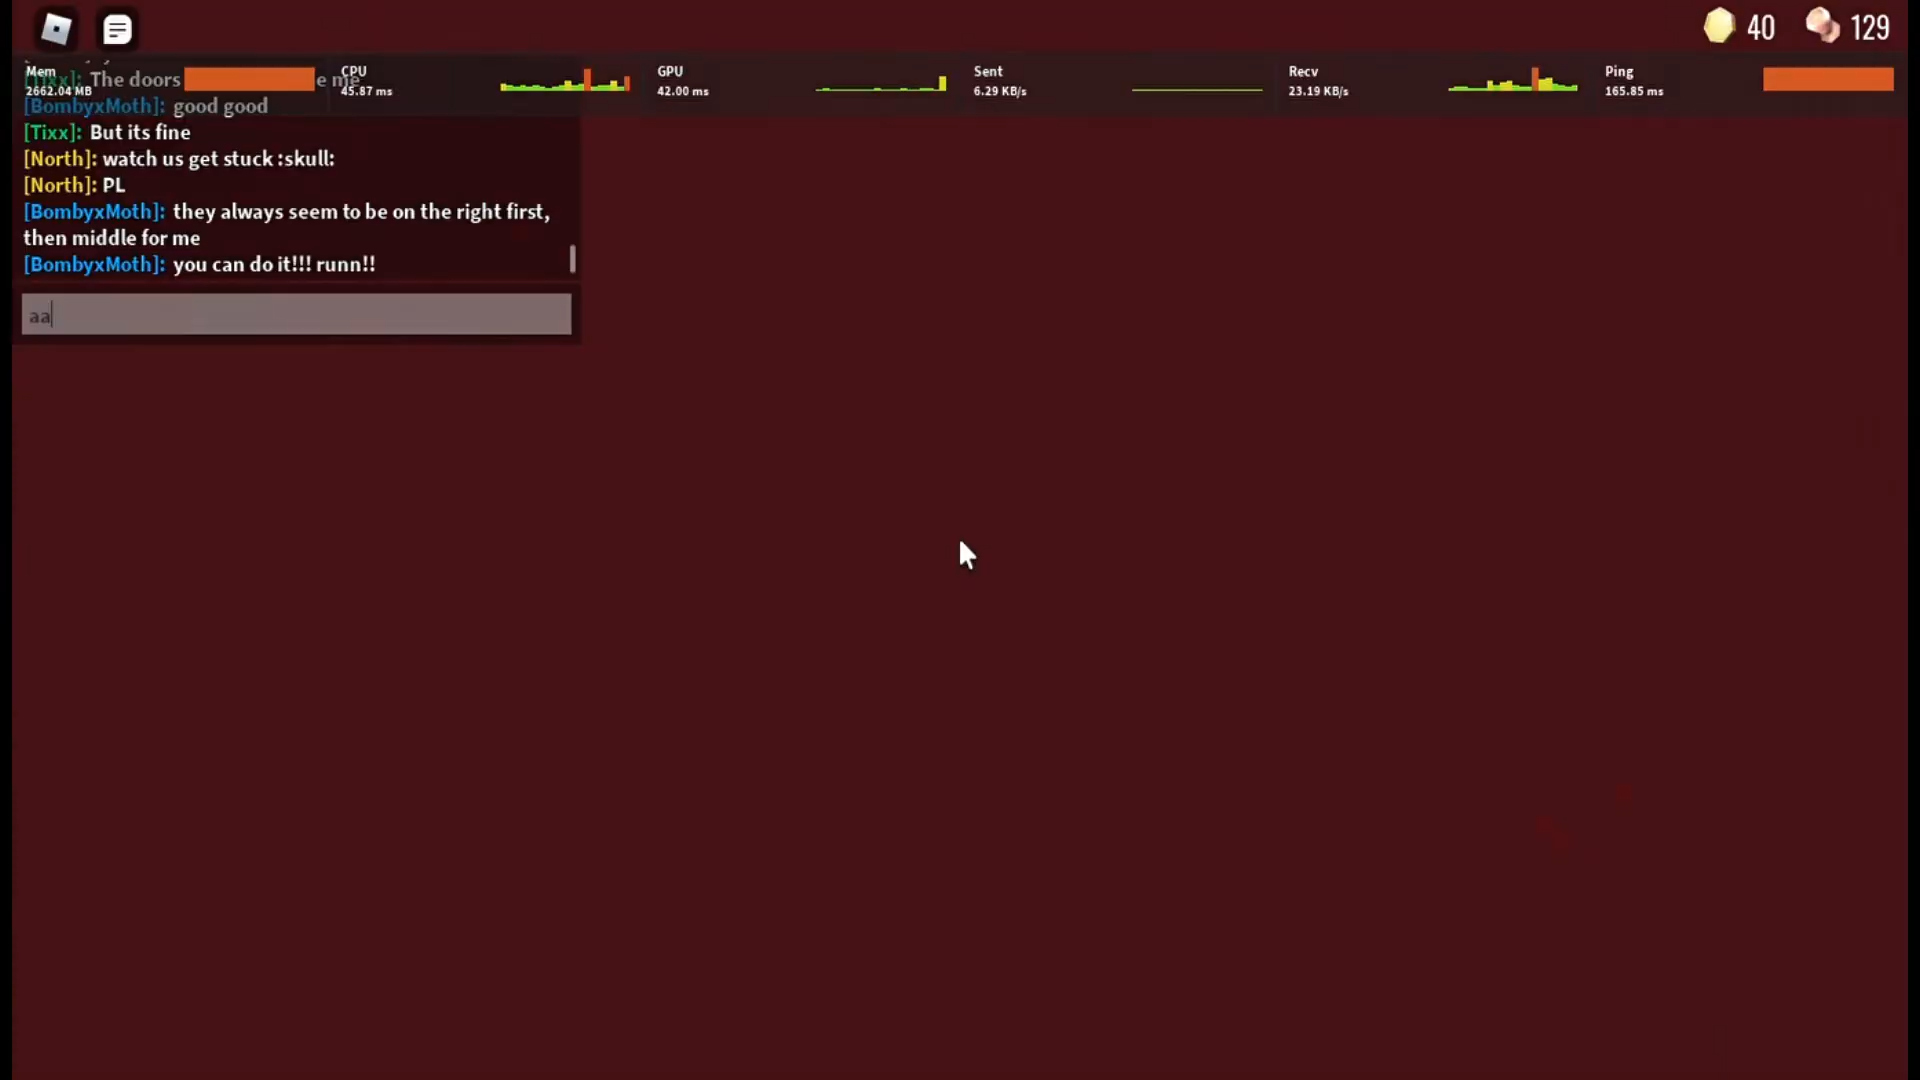 40 129
Mem CPU GPU Sent Recv Ping
2662.04 MB 45.87 ms 42.00 ms 6.29 KB/s 23.19 KB/s 165.85 ms
[Tixx]: The doors e me
[BombyxMoth]: good good
[Tixx]: But its fine
[North]: watch us get stuck :skull:
[North]: PL
[BombyxMoth]: they always seem to be on the right first,
then middle for me
[BombyxMoth]: you can do it!!! runn!!
aa